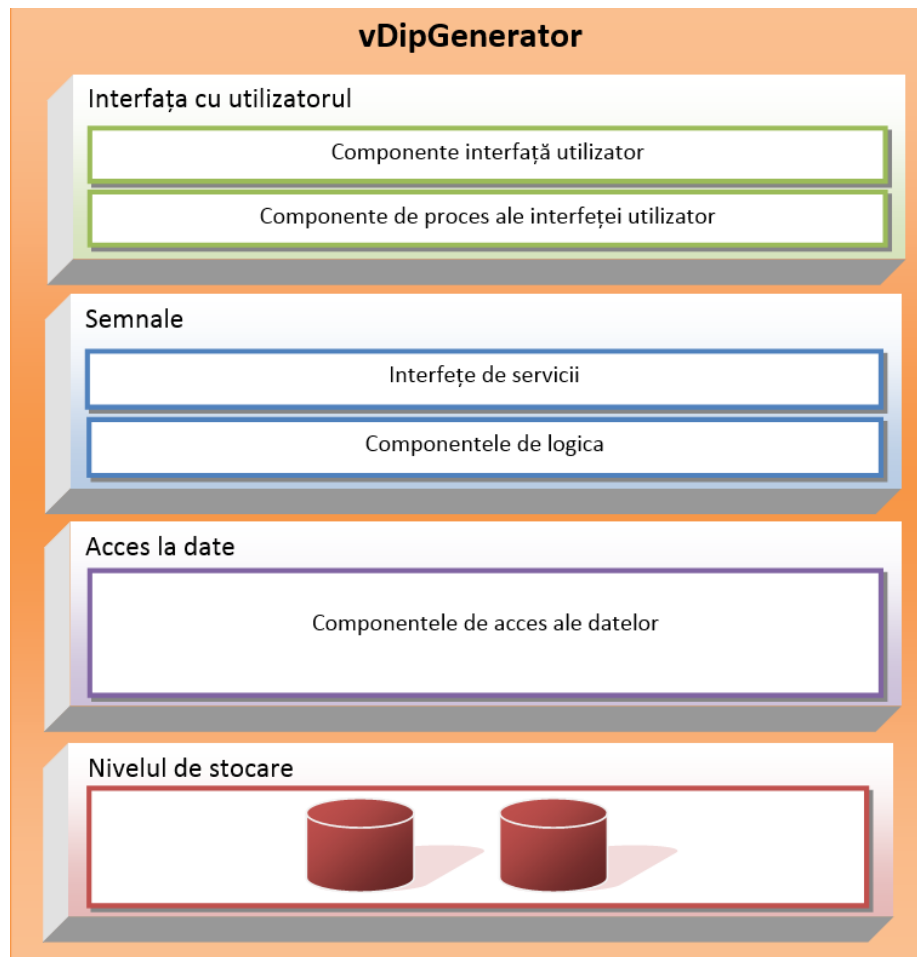 vDipGenerator
Interfața cu utilizatorul
Componente interfață utilizator
Componente de proces ale interfeței utilizator
Semnale
Interfețe de servicii
Componentele de logica
Acces la date
Componentele de acces ale datelor
Nivelul de stocare